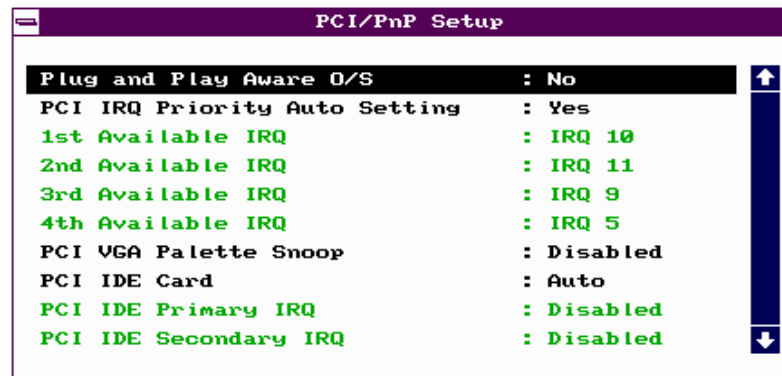 PCI/PnP Setup
Plug and Play Aware O/S : No
PCI IRQ Priority Auto Setting : Yes
1st Available IRQ : IRQ 10
2nd Available IRQ : IRQ 11
3rd Available IRQ : IRQ 9
4th Available IRQ : IRQ 5
PCI VGA Palette Snoop : Disabled
PCI IDE Card : Auto
PCI IDE Primary IRQ : Disabled
PCI IDE Secondary IRQ : Disabled